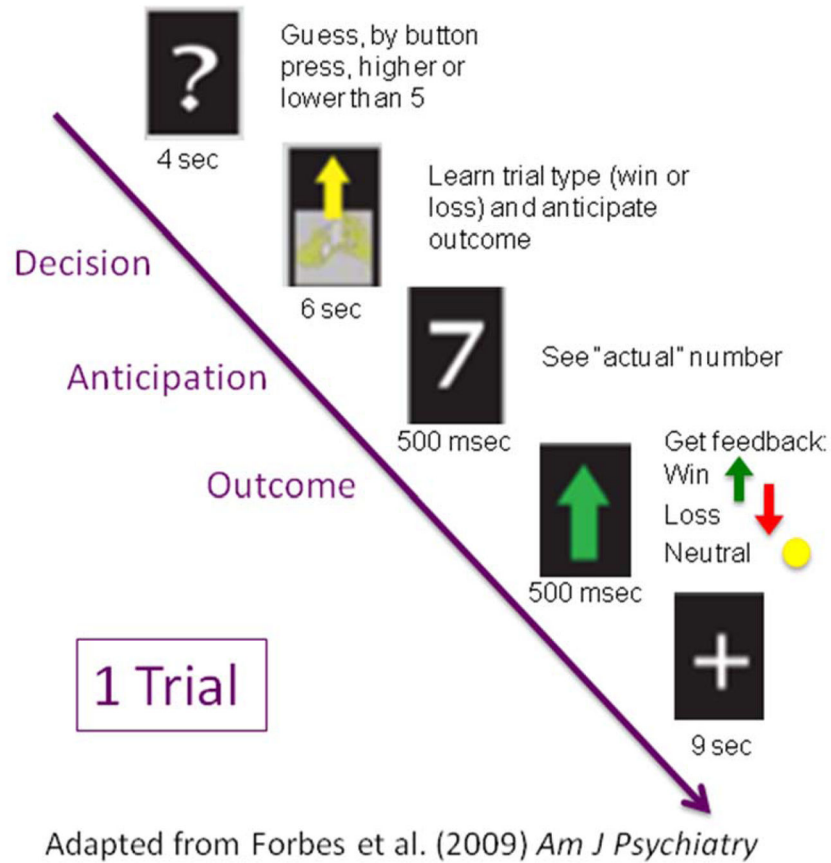 ?
Guess, by button
press, higher or
lower than 5
4 sec
Learn trial type (win or
loss) and anticipate
outcome
Decision
6 sec
7
See "actual" number
Anticipation
500 msec
Get feedback:
Win
Loss
Neutral
Outcome
500 msec
+
1 Trial
9 sec
Adapted from Forbes et al. (2009) Am J Psychiatry